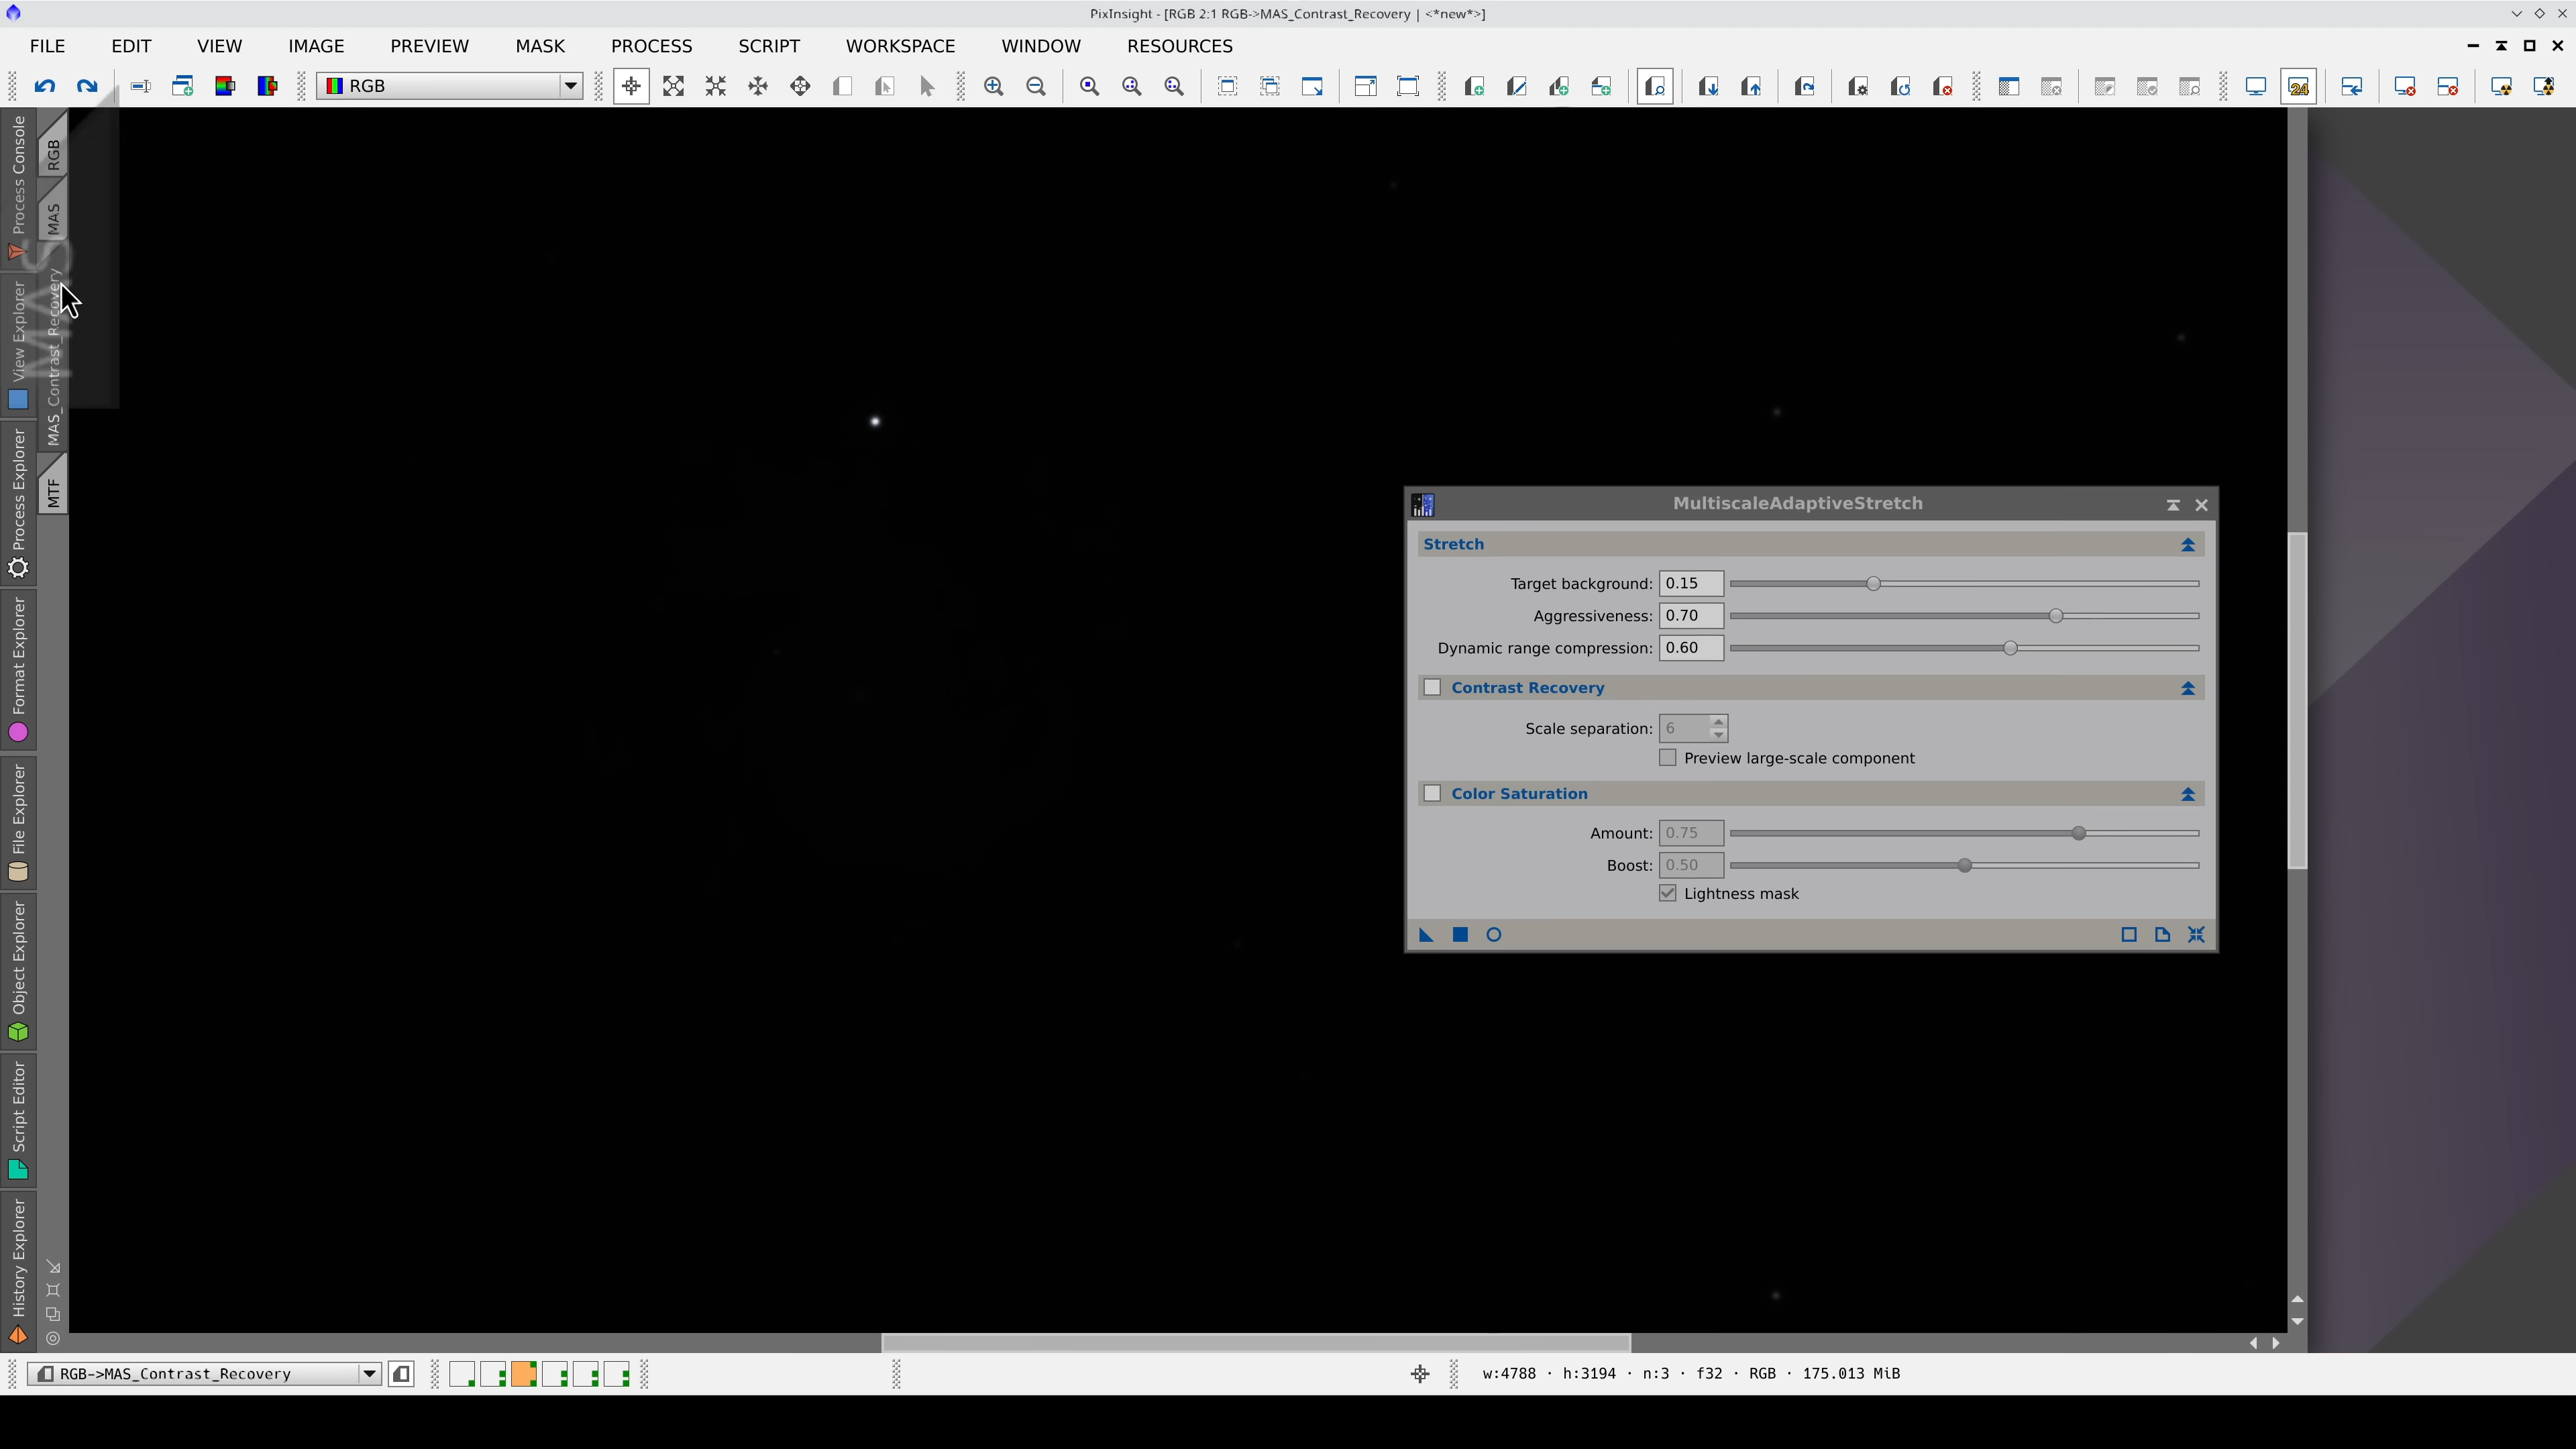 PixInsight - [RGB 2:1 RGB->MAS_Contrast_Recovery | <*new*>]
FILE EDIT VIEW IMAGE PREVIEW MASK PROCESS SCRIPT WORKSPACE WINDOW RESOURCES
RGB
24
Process Console
View Explorer
Process Explorer
Format Explorer
File Explorer
Object Explorer
Script Editor
History Explorer
RGB
MAS
MAS_Contrast_Recovery
MTF
MAS
MultiscaleAdaptiveStretch
Stretch
Target background: 0.15
Aggressiveness: 0.70
Dynamic range compression: 0.60
Contrast Recovery
Scale separation: 6
Preview large-scale component
Color Saturation
Amount: 0.75
Boost: 0.50
Lightness mask
RGB->MAS_Contrast_Recovery
w:4788 · h:3194 · n:3 · f32 · RGB · 175.013 MiB